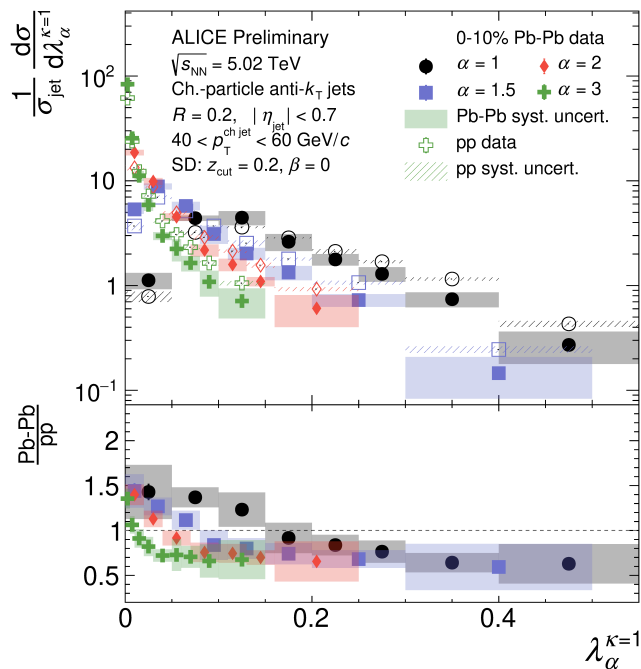 1/σ_jet dσ/dλ_α^{κ=1}
ALICE Preliminary
√s_NN = 5.02 TeV
Ch.-particle anti-k_T jets
R = 0.2, | η_jet | < 0.7
40 < p_T^{ch jet} < 60 GeV/c
SD: z_cut = 0.2, β = 0
0-10% Pb-Pb data
α = 1
α = 2
α = 1.5
α = 3
Pb-Pb syst. uncert.
pp data
pp syst. uncert.
10²
10
1
10⁻¹
Pb-Pb/pp
2
1.5
1
0.5
0
0.2
0.4
λ_α^{κ=1}